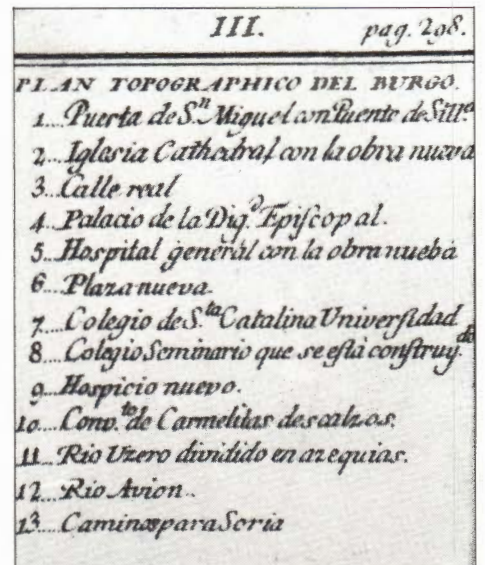 III. pag. 298.
PLAN TOPOGRAPHICO DEL BURGO.
1... Puerta de S.n Miguel con Puente de Sill.a
2... Iglesia Cathedral con la obra nueva
3... Calle real
4... Palacio de la Dig.d Epiſcopal.
5... Hospital general con la obra nueba
6... Plaza nueva.
7... Colegio de S.ta Catalina Univerſidad
8... Colegio Seminario que se eſtá conſtruy.do
9... Hospicio nuevo.
10... Conv.to de Carmelitas descalzos.
11... Rio Uzero dividido en azequias.
12... Rio Avion..
13... Caminos para Soria